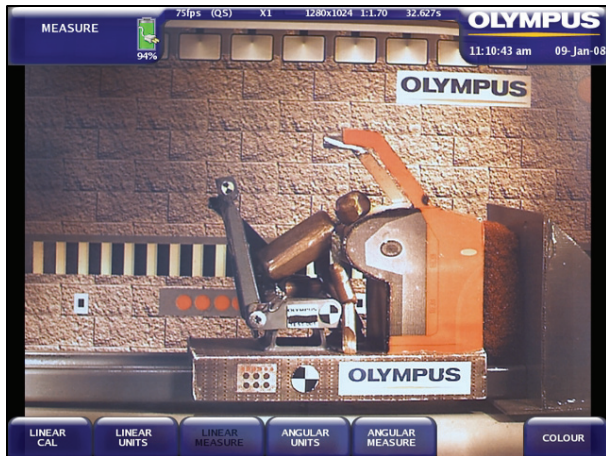 MEASURE
94%
75fps (QS) X1 1280x1024 1:1.70 32.627s
OLYMPUS
11:10:43 am 09-Jan-08
OLYMPUS
OLYMPUS
OLYMPUS
LINEAR CAL
LINEAR UNITS
LINEAR MEASURE
ANGULAR UNITS
ANGULAR MEASURE
COLOUR